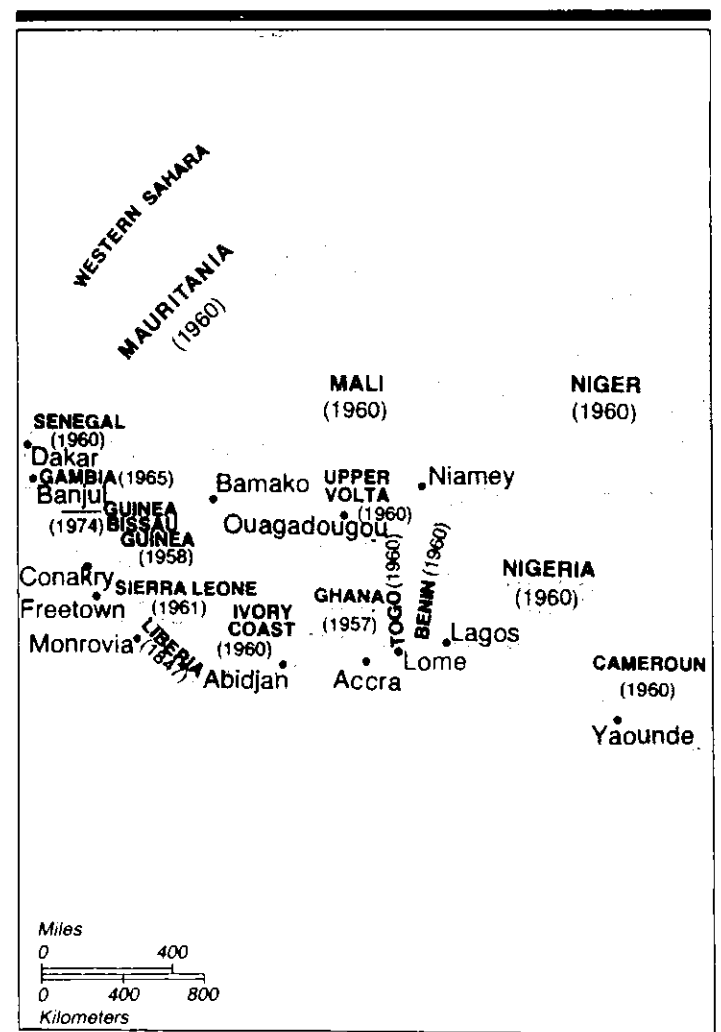 WESTERN SAHARA
MAURITANIA
(1960)
MALI
(1960)
NIGER
(1960)
SENEGAL
(1960)
Dakar
GAMBIA (1965)
Banjul
GUINEA
BISSAU
(1974)
GUINEA
(1958)
Bamako
UPPER
VOLTA
(1960)
Niamey
Ouagadougou
Conakry
SIERRA LEONE
(1961)
Freetown
Monrovia
LIBERIA
(1847)
IVORY
COAST
(1960)
Abidjan
GHANA
(1957)
Accra
TOGO (1960)
Lome
BENIN (1960)
Lagos
NIGERIA
(1960)
CAMEROUN
(1960)
Yaounde
Miles
0 400
0 400 800
Kilometers